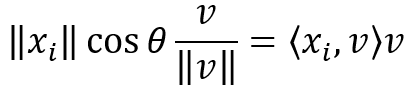 ‖xᵢ‖ cos θ v/‖v‖ = ⟨xᵢ, v⟩v